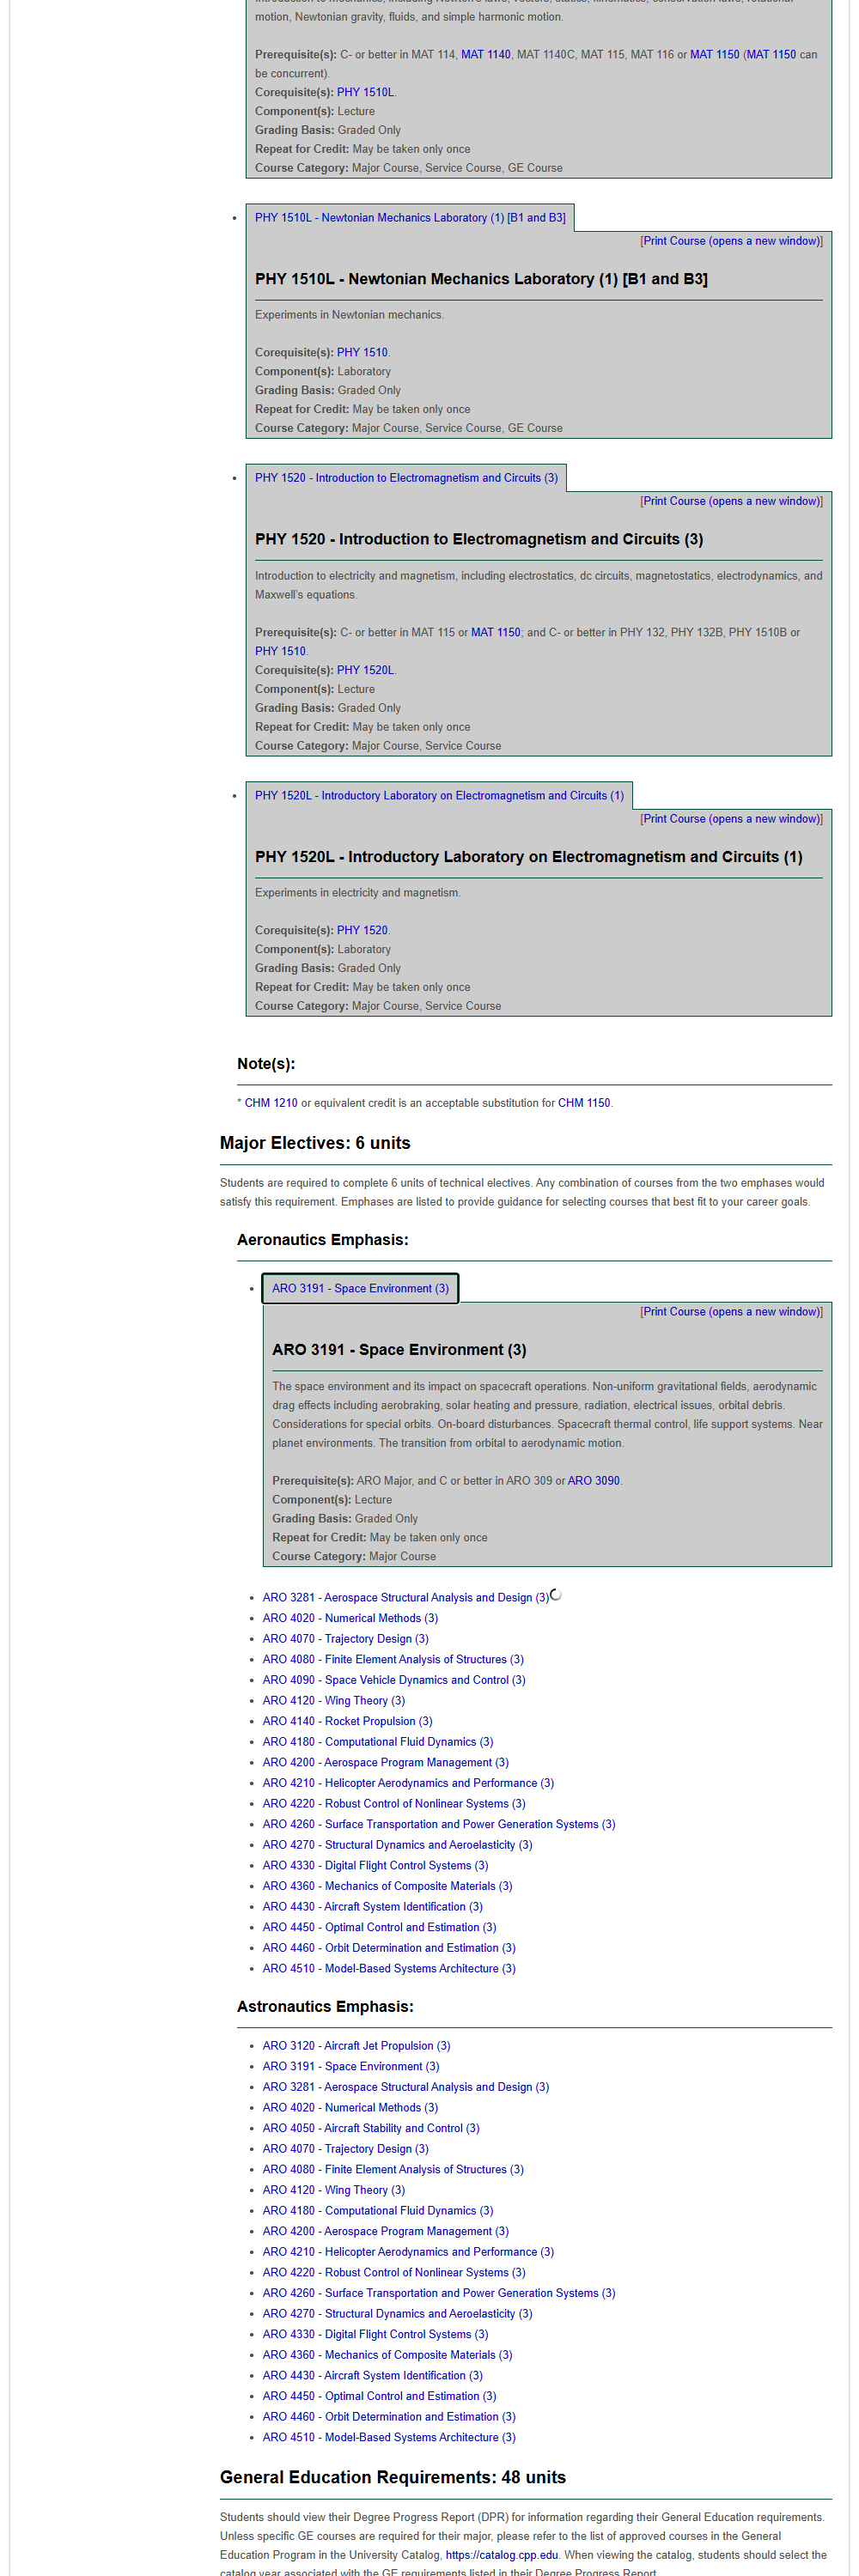 Introduction to mechanics, including Newton's laws, vectors, statics, kinematics, conservation laws, rotational
motion, Newtonian gravity, fluids, and simple harmonic motion.
Prerequisite(s): C- or better in MAT 114, MAT 1140, MAT 1140C, MAT 115, MAT 116 or MAT 1150 (MAT 1150 can
be concurrent).
Corequisite(s): PHY 1510L.
Component(s): Lecture
Grading Basis: Graded Only
Repeat for Credit: May be taken only once
Course Category: Major Course, Service Course, GE Course
PHY 1510L - Newtonian Mechanics Laboratory (1) [B1 and B3]
[Print Course (opens a new window)]
PHY 1510L - Newtonian Mechanics Laboratory (1) [B1 and B3]
Experiments in Newtonian mechanics.
Corequisite(s): PHY 1510.
Component(s): Laboratory
Grading Basis: Graded Only
Repeat for Credit: May be taken only once
Course Category: Major Course, Service Course, GE Course
PHY 1520 - Introduction to Electromagnetism and Circuits (3)
[Print Course (opens a new window)]
PHY 1520 - Introduction to Electromagnetism and Circuits (3)
Introduction to electricity and magnetism, including electrostatics, dc circuits, magnetostatics, electrodynamics, and
Maxwell's equations.
Prerequisite(s): C- or better in MAT 115 or MAT 1150; and C- or better in PHY 132, PHY 132B, PHY 1510B or
PHY 1510.
Corequisite(s): PHY 1520L.
Component(s): Lecture
Grading Basis: Graded Only
Repeat for Credit: May be taken only once
Course Category: Major Course, Service Course
PHY 1520L - Introductory Laboratory on Electromagnetism and Circuits (1)
[Print Course (opens a new window)]
PHY 1520L - Introductory Laboratory on Electromagnetism and Circuits (1)
Experiments in electricity and magnetism.
Corequisite(s): PHY 1520.
Component(s): Laboratory
Grading Basis: Graded Only
Repeat for Credit: May be taken only once
Course Category: Major Course, Service Course
Note(s):
* CHM 1210 or equivalent credit is an acceptable substitution for CHM 1150.
Major Electives: 6 units
Students are required to complete 6 units of technical electives. Any combination of courses from the two emphases would
satisfy this requirement. Emphases are listed to provide guidance for selecting courses that best fit to your career goals.
Aeronautics Emphasis:
ARO 3191 - Space Environment (3)
[Print Course (opens a new window)]
ARO 3191 - Space Environment (3)
The space environment and its impact on spacecraft operations. Non-uniform gravitational fields, aerodynamic
drag effects including aerobraking, solar heating and pressure, radiation, electrical issues, orbital debris.
Considerations for special orbits. On-board disturbances. Spacecraft thermal control, life support systems. Near
planet environments. The transition from orbital to aerodynamic motion.
Prerequisite(s): ARO Major, and C or better in ARO 309 or ARO 3090.
Component(s): Lecture
Grading Basis: Graded Only
Repeat for Credit: May be taken only once
Course Category: Major Course
ARO 3281 - Aerospace Structural Analysis and Design (3)
ARO 4020 - Numerical Methods (3)
ARO 4070 - Trajectory Design (3)
ARO 4080 - Finite Element Analysis of Structures (3)
ARO 4090 - Space Vehicle Dynamics and Control (3)
ARO 4120 - Wing Theory (3)
ARO 4140 - Rocket Propulsion (3)
ARO 4180 - Computational Fluid Dynamics (3)
ARO 4200 - Aerospace Program Management (3)
ARO 4210 - Helicopter Aerodynamics and Performance (3)
ARO 4220 - Robust Control of Nonlinear Systems (3)
ARO 4260 - Surface Transportation and Power Generation Systems (3)
ARO 4270 - Structural Dynamics and Aeroelasticity (3)
ARO 4330 - Digital Flight Control Systems (3)
ARO 4360 - Mechanics of Composite Materials (3)
ARO 4430 - Aircraft System Identification (3)
ARO 4450 - Optimal Control and Estimation (3)
ARO 4460 - Orbit Determination and Estimation (3)
ARO 4510 - Model-Based Systems Architecture (3)
Astronautics Emphasis:
ARO 3120 - Aircraft Jet Propulsion (3)
ARO 3191 - Space Environment (3)
ARO 3281 - Aerospace Structural Analysis and Design (3)
ARO 4020 - Numerical Methods (3)
ARO 4050 - Aircraft Stability and Control (3)
ARO 4070 - Trajectory Design (3)
ARO 4080 - Finite Element Analysis of Structures (3)
ARO 4120 - Wing Theory (3)
ARO 4180 - Computational Fluid Dynamics (3)
ARO 4200 - Aerospace Program Management (3)
ARO 4210 - Helicopter Aerodynamics and Performance (3)
ARO 4220 - Robust Control of Nonlinear Systems (3)
ARO 4260 - Surface Transportation and Power Generation Systems (3)
ARO 4270 - Structural Dynamics and Aeroelasticity (3)
ARO 4330 - Digital Flight Control Systems (3)
ARO 4360 - Mechanics of Composite Materials (3)
ARO 4430 - Aircraft System Identification (3)
ARO 4450 - Optimal Control and Estimation (3)
ARO 4460 - Orbit Determination and Estimation (3)
ARO 4510 - Model-Based Systems Architecture (3)
General Education Requirements: 48 units
Students should view their Degree Progress Report (DPR) for information regarding their General Education requirements.
Unless specific GE courses are required for their major, please refer to the list of approved courses in the General
Education Program in the University Catalog, https://catalog.cpp.edu. When viewing the catalog, students should select the
catalog year associated with the GE requirements listed in their Degree Progress Report